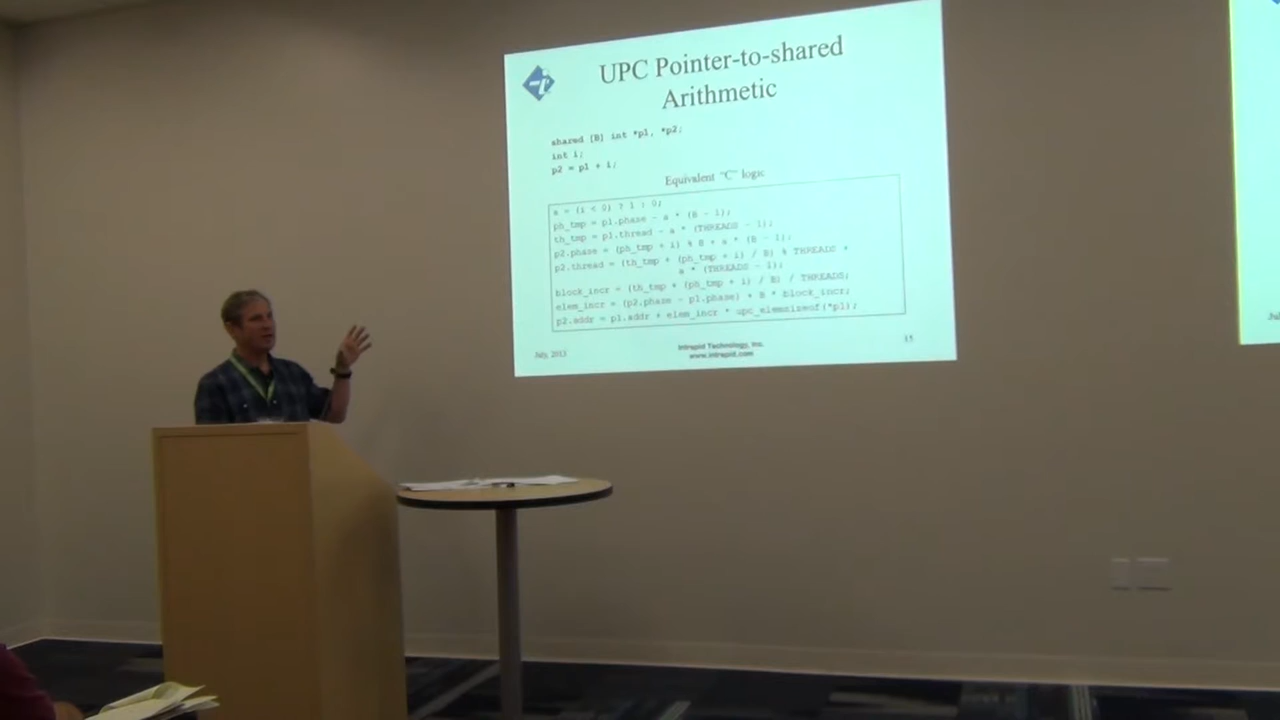 UPC Pointer-to-shared
Arithmetic
shared [B] int *p1, *p2;
int i;
p2 = p1 + i;
Equivalent "C" logic
a = (i < 0) ? 1 : 0;
ph_tmp = p1.phase - a * (B - 1);
th_tmp = p1.thread - a * (THREADS - 1);
p2.phase = (ph_tmp + i) % B + a * (B - 1);
p2.thread = (th_tmp + (ph_tmp + i) / B) % THREADS +
a * (THREADS - 1);
block_incr = (th_tmp + (ph_tmp + i) / B) / THREADS;
elem_incr = (p2.phase - p1.phase) + B * block_incr;
p2.addr = p1.addr + elem_incr * upc_elemsizeof(*p1);
July, 2013
Intrepid Technology, Inc.
www.intrepid.com
15